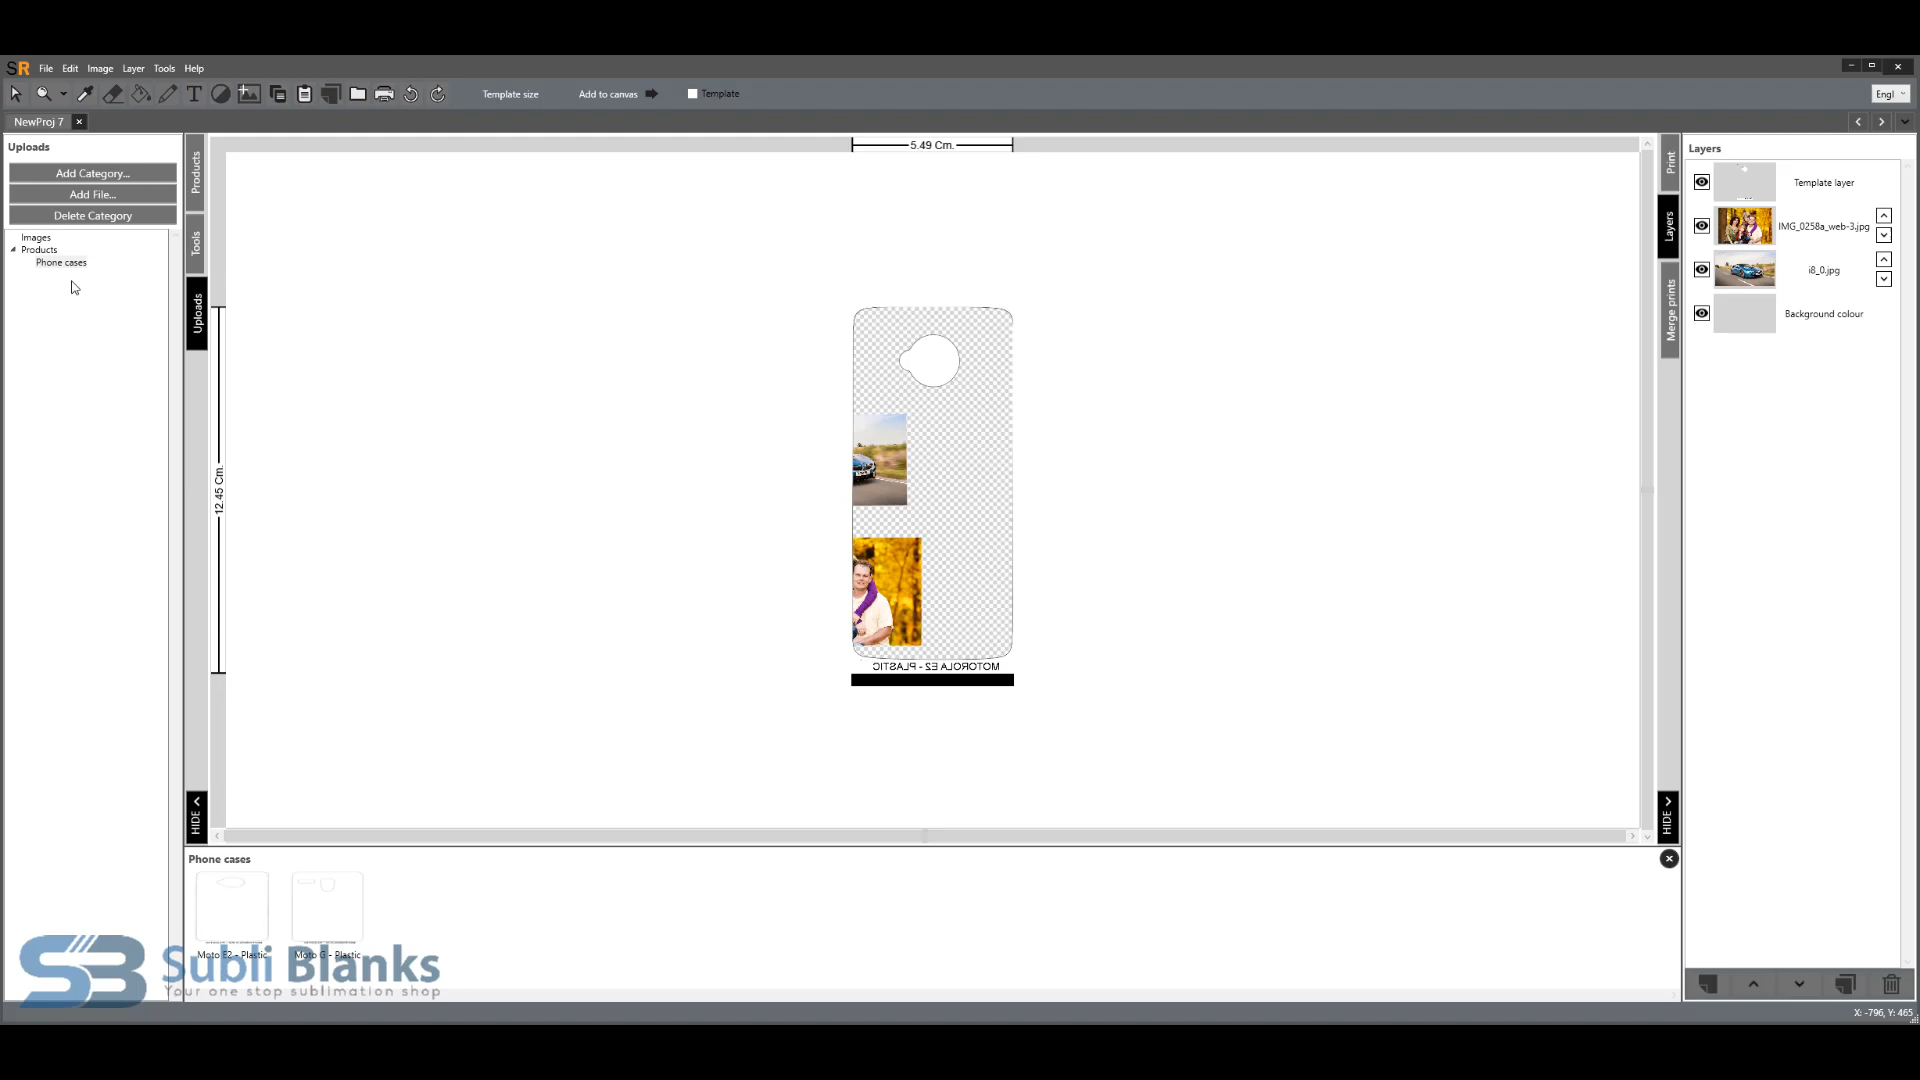 SR File Edit Image Layer Tools Help
Template size Add to canvas Template Engl
NewProj 7
Uploads
Add Category...
Add File...
Delete Category
Images
Products
Phone cases
Products
Tools
Uploads
HIDE
5.49 Cm.
12.45 Cm.
MOTOROLA E2 - PLASTIC
Print
Layers
Merge prints
HIDE
Layers
Template layer
IMG_0258a_web-3.jpg
i8_0.jpg
Background colour
Phone cases
Moto E2 - Plastic Moto G - Plastic
SB Subli Blanks
Your one stop sublimation shop
X: -796, Y: 465